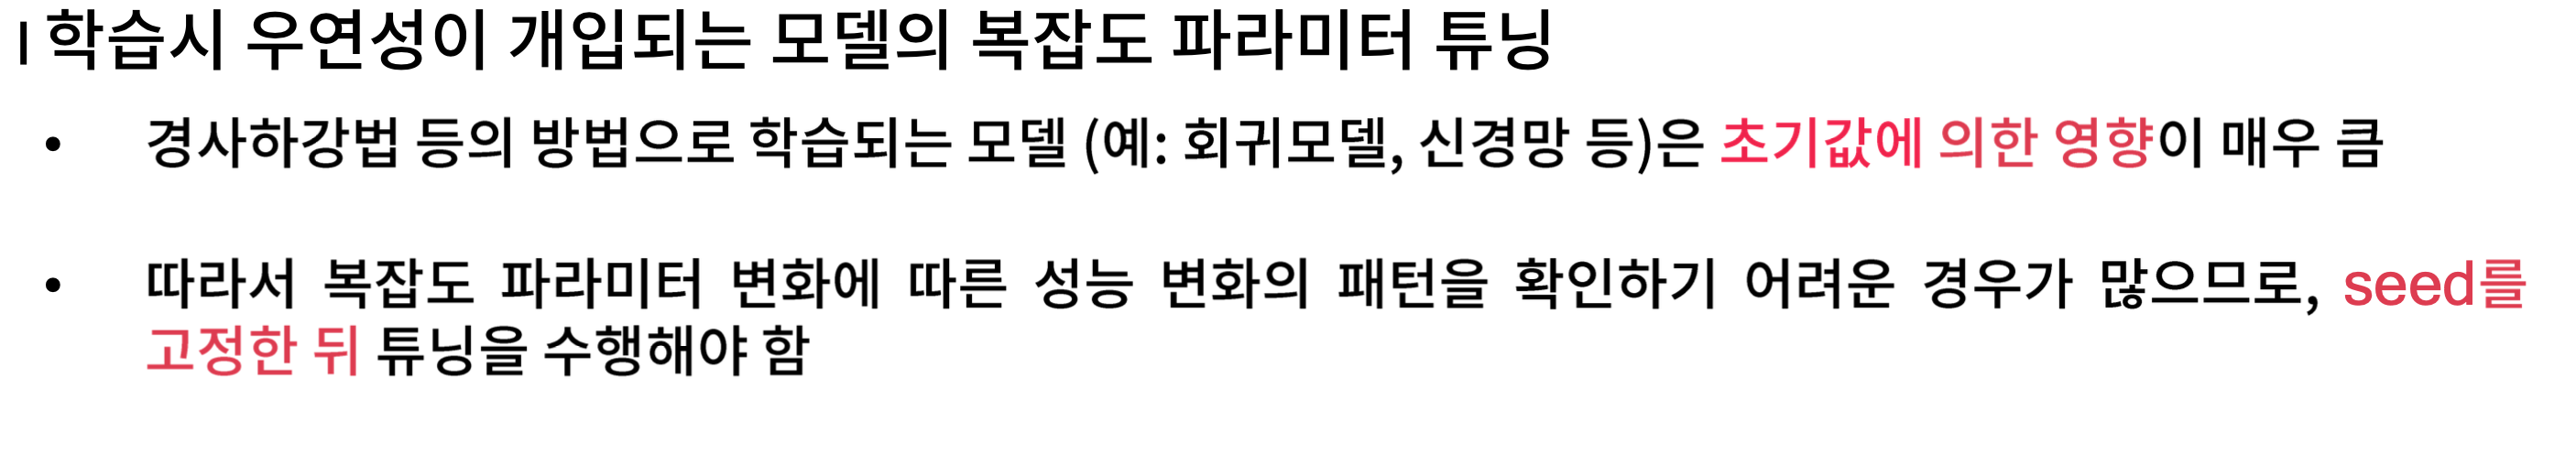 | 학습시 우연성이 개입되는 모델의 복잡도 파라미터 튜닝
• 경사하강법 등의 방법으로 학습되는 모델 (예: 회귀모델, 신경망 등)은 초기값에 의한 영향이 매우 큼
• 따라서 복잡도 파라미터 변화에 따른 성능 변화의 패턴을 확인하기 어려운 경우가 많으므로, seed를
고정한 뒤 튜닝을 수행해야 함